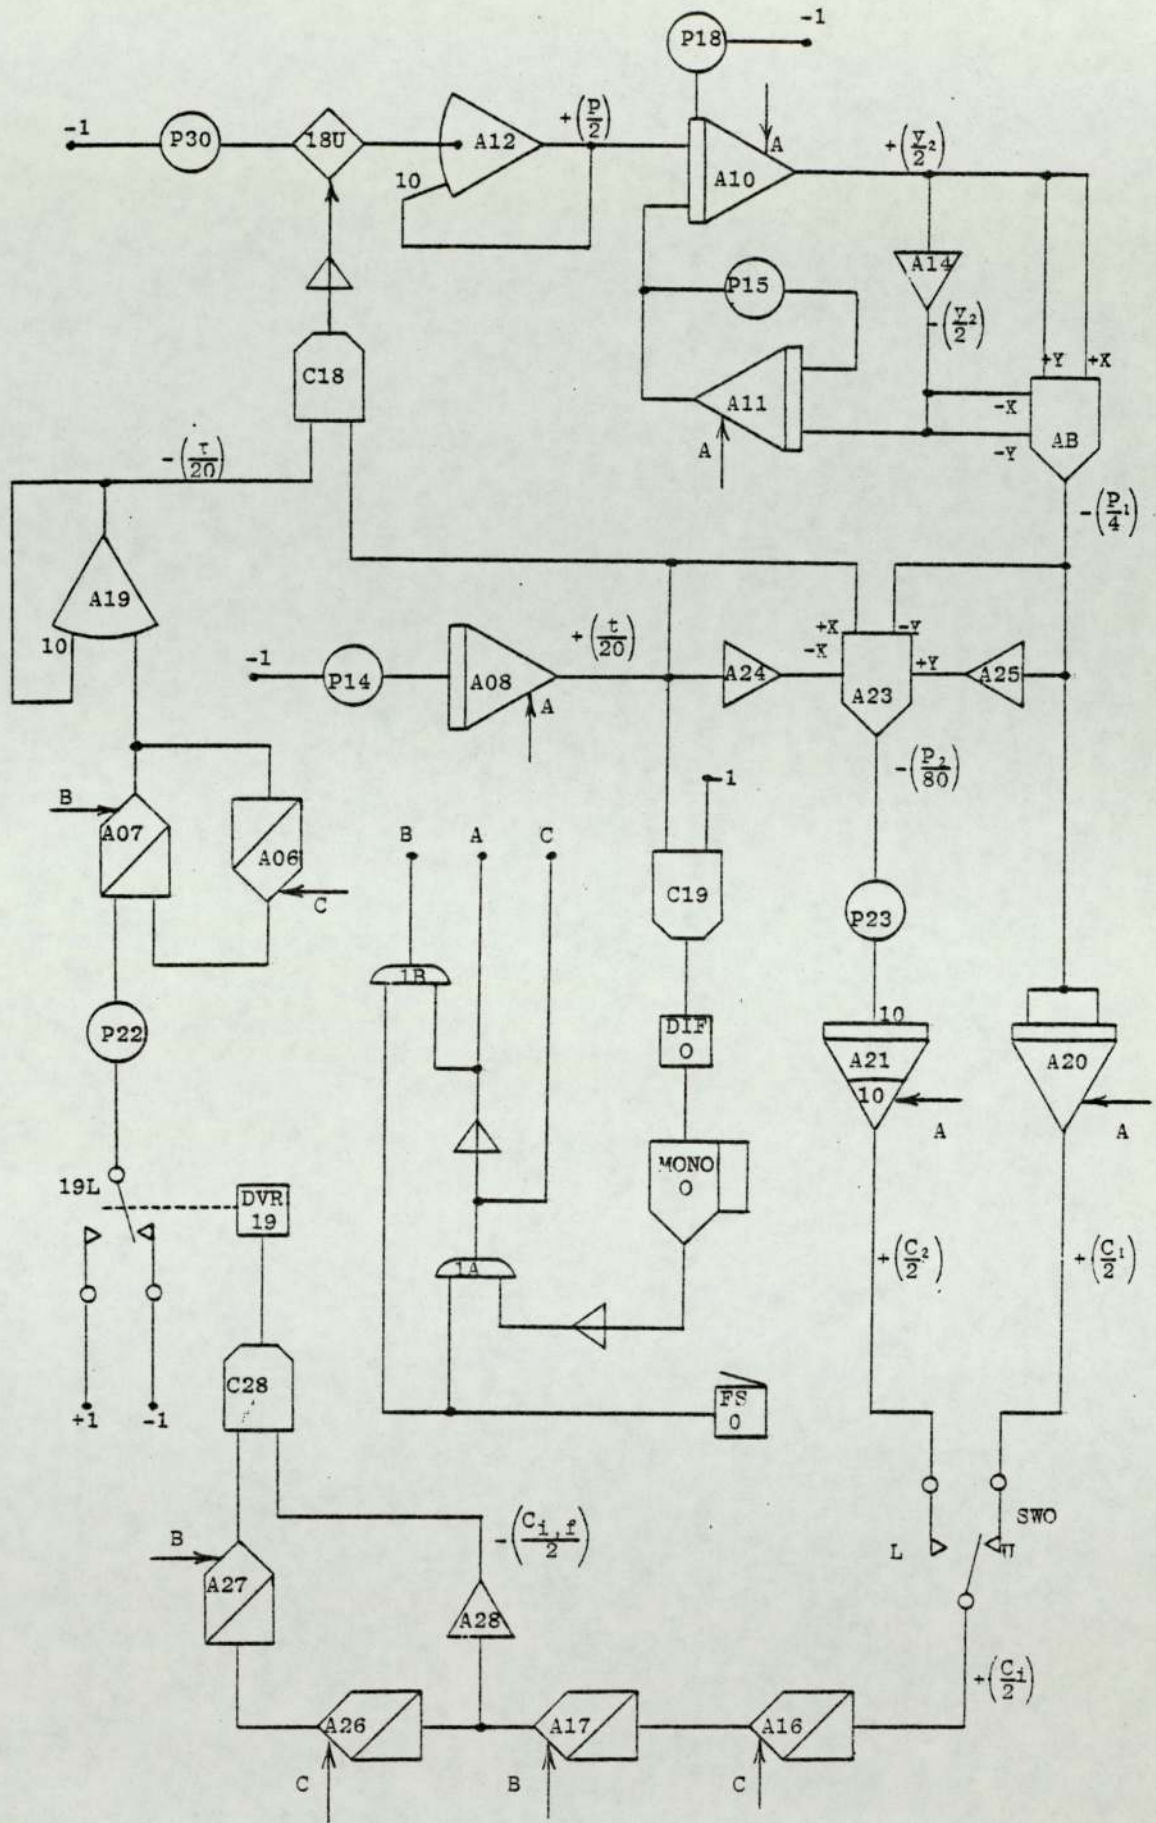 -1
P18
-1
P30
18U
A12
+(P/2)
A
A10
+(y₂/2)
10
A14
P15
-(y₂/2)
C18
+Y
+X
A11
-X
AB
-Y
A
-(τ/20)
-(P₁/4)
A19
10
-1
P14
A08
+(t/20)
A
A24
+X
-Y
-X
+Y
A23
A25
-(P₂/80)
-1
B
A07
A06
C
B
A
C
C19
P23
1B
P22
DIF
0
10
A21
10
A
A20
A
19L
DVR
19
MONO
0
1A
+(C₂/2)
+(C₁/2)
C28
+1
-1
FS
0
-(Ci,f/2)
SWO
L
U
B
A27
A28
+(Ci/2)
A26
A17
A16
C
B
C